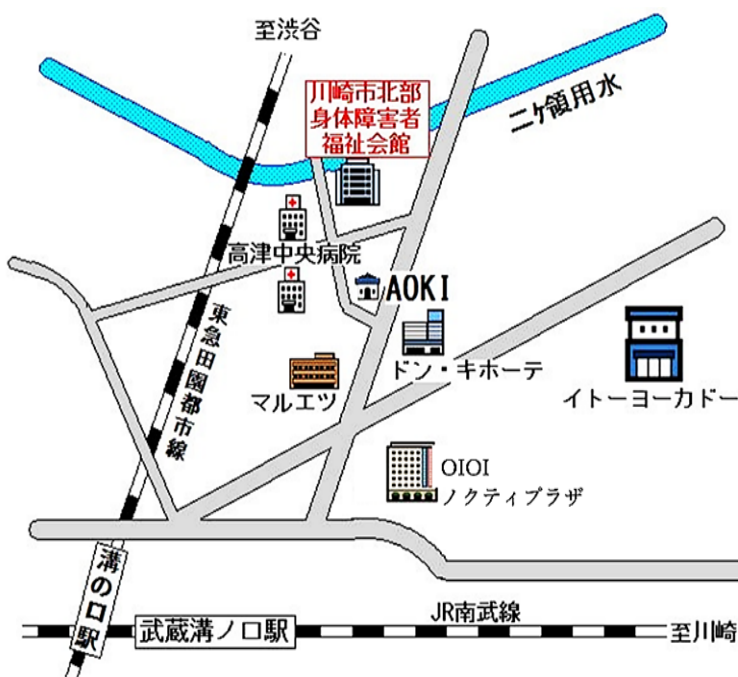 至渋谷
川崎市北部
身体障害者
福祉会館
二ケ領用水
高津中央病院
AOKI
東急田園都市線
ドン・キホーテ
マルエツ
イトーヨーカドー
OIOI
ノクティプラザ
溝のロ駅
武蔵溝ノロ駅
JR南武線
至川崎